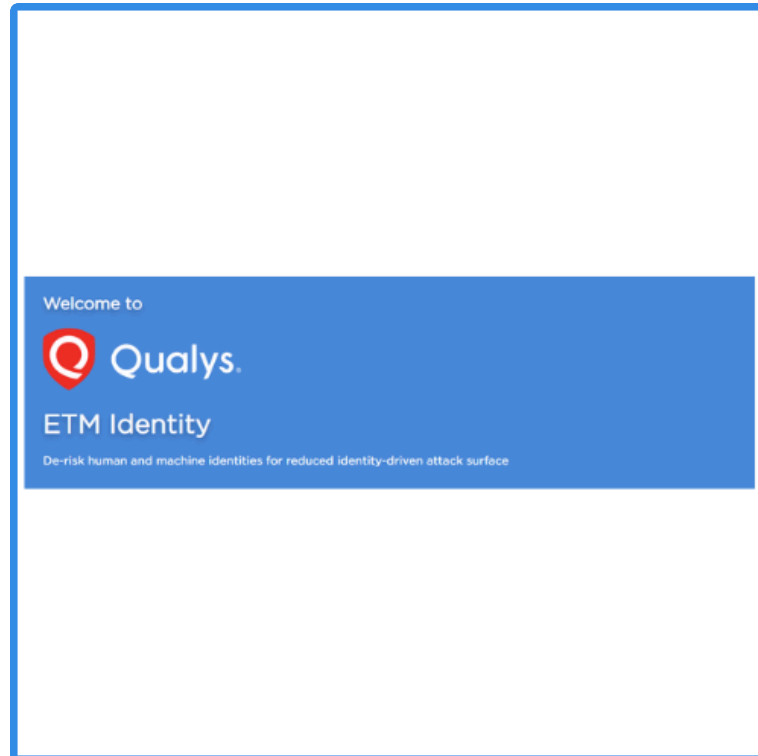 Welcome to
Qualys.
ETM Identity
De-risk human and machine identities for reduced identity-driven attack surface